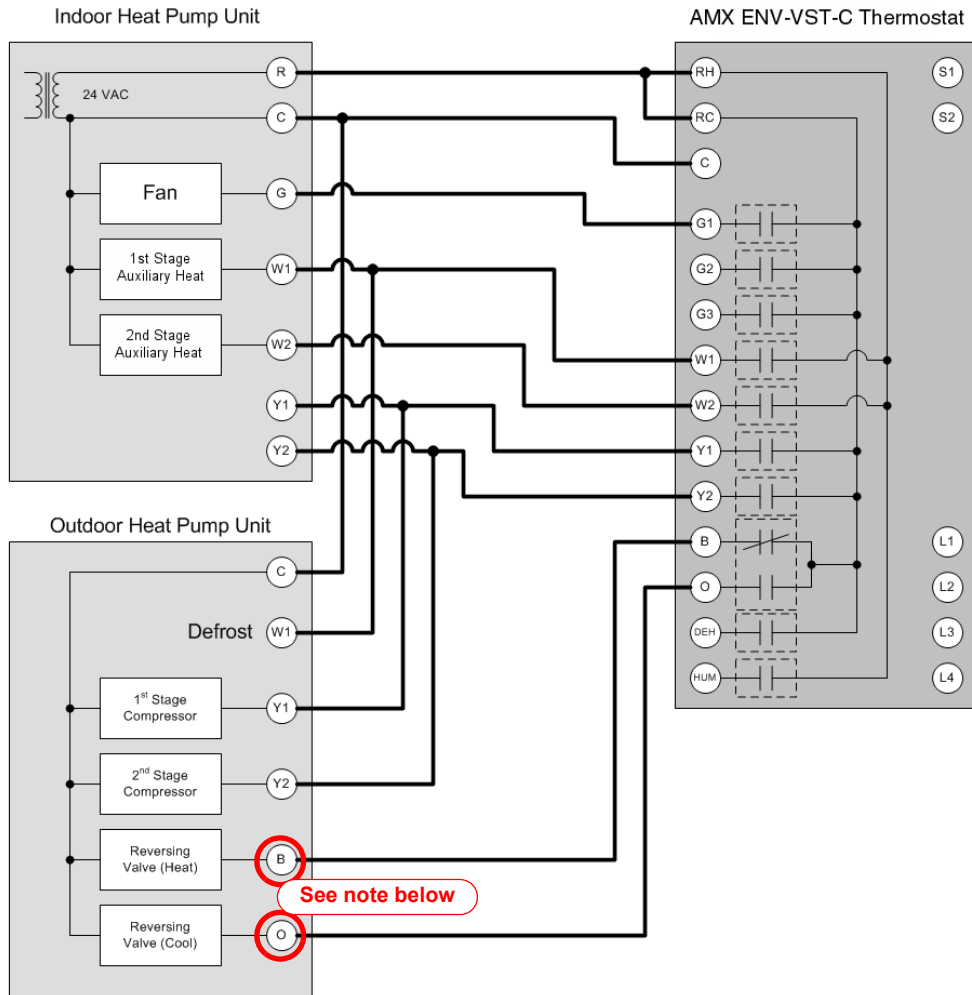 Indoor Heat Pump Unit
AMX ENV-VST-C Thermostat
R
24 VAC
C
Fan
G
1st Stage
Auxiliary Heat
W1
2nd Stage
Auxiliary Heat
W2
Y1
Y2
RH
RC
C
G1
G2
G3
W1
W2
Y1
Y2
B
O
DEH
HUM
S1
S2
L1
L2
L3
L4
Outdoor Heat Pump Unit
C
Defrost
W1
1st Stage
Compressor
Y1
2nd Stage
Compressor
Y2
Reversing
Valve (Heat)
B
See note below
Reversing
Valve (Cool)
O